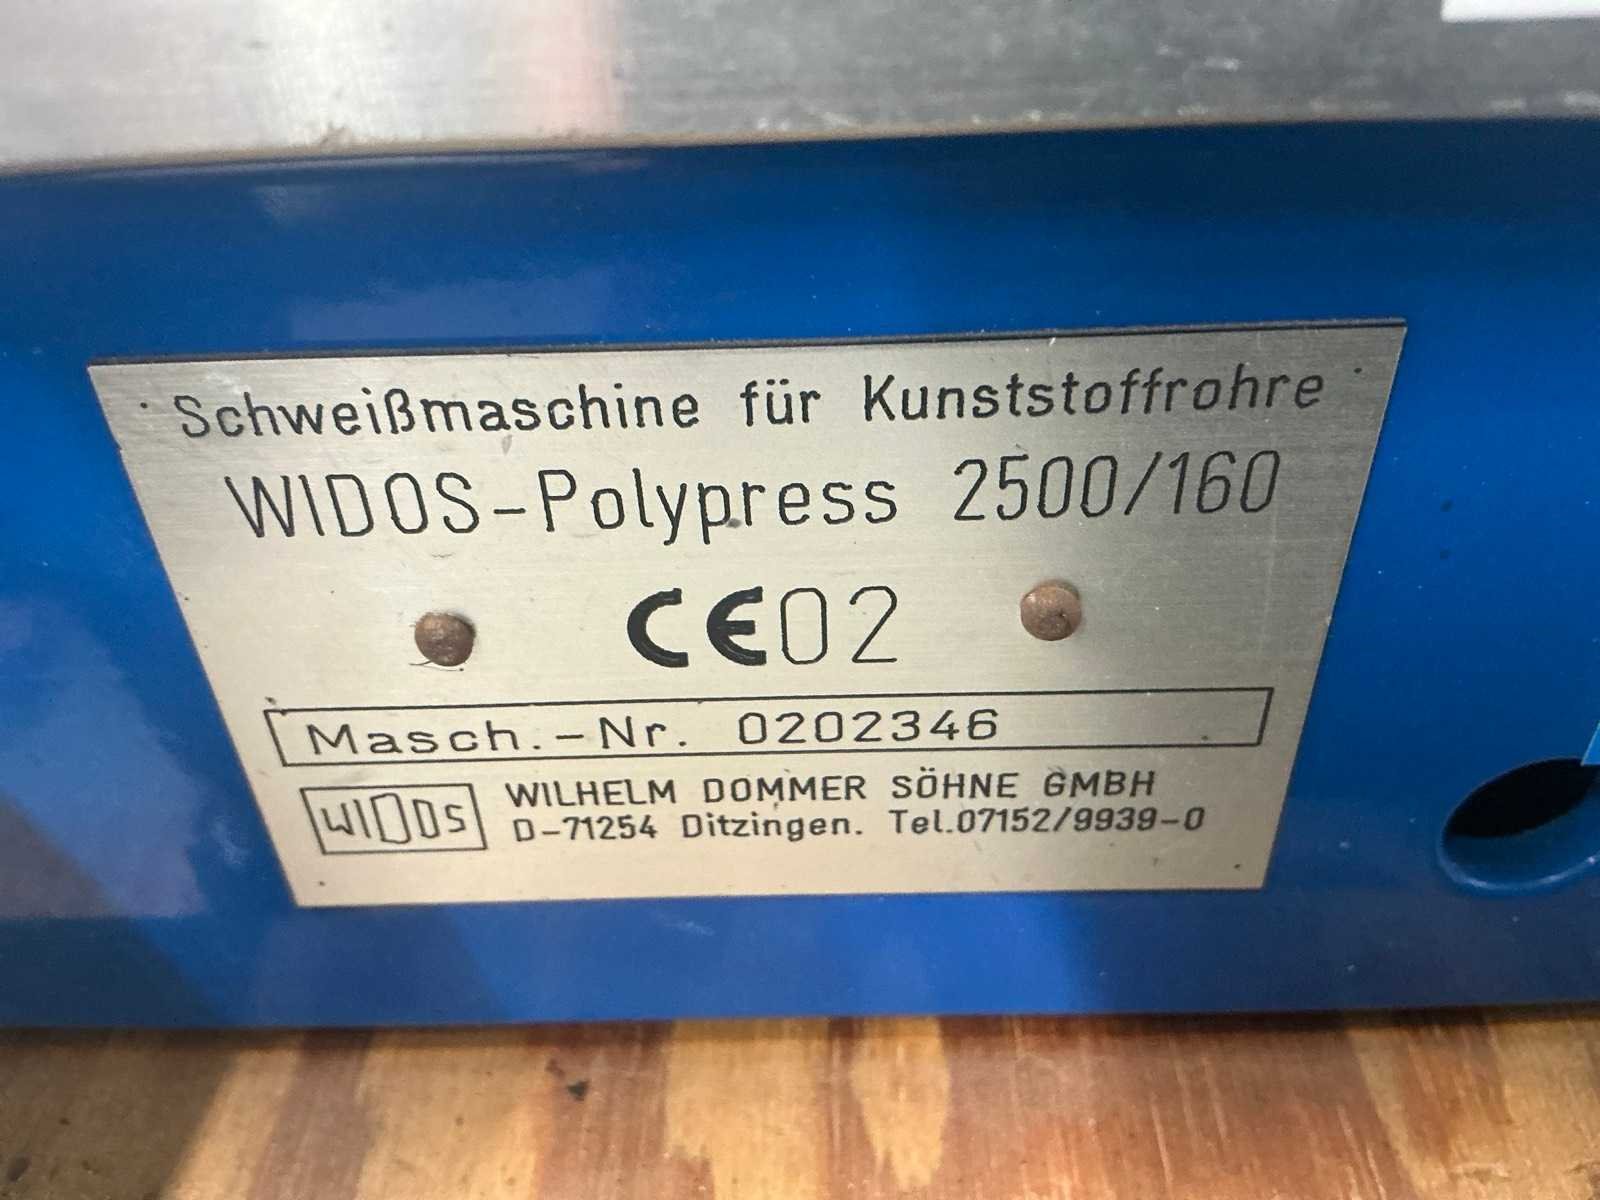 Schweißmaschine für Kunststoffrohre
WIDOS-Polypress 2500/160
CE02
Masch.-Nr. 0202346
WIDOS
WILHELM DOMMER SÖHNE GMBH
D-71254 Ditzingen. Tel.07152/9939-0